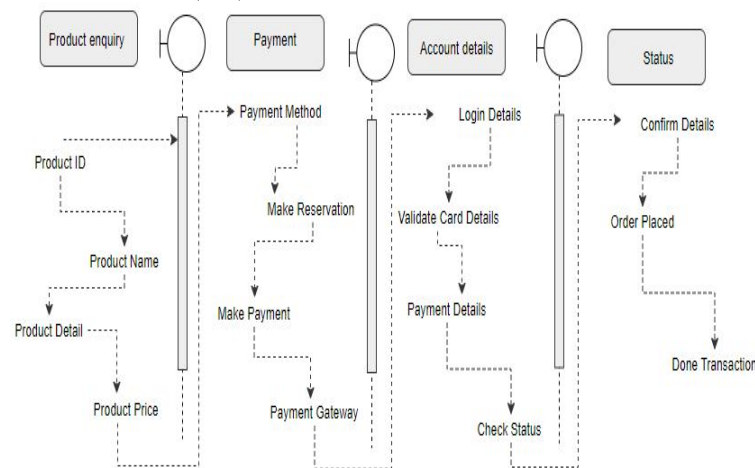 Product enquiry
Payment
Account details
Status
Product ID
Product Name
Product Detail
Product Price
Payment Method
Make Reservation
Make Payment
Payment Gateway
Login Details
Validate Card Details
Payment Details
Check Status
Confirm Details
Order Placed
Done Transaction